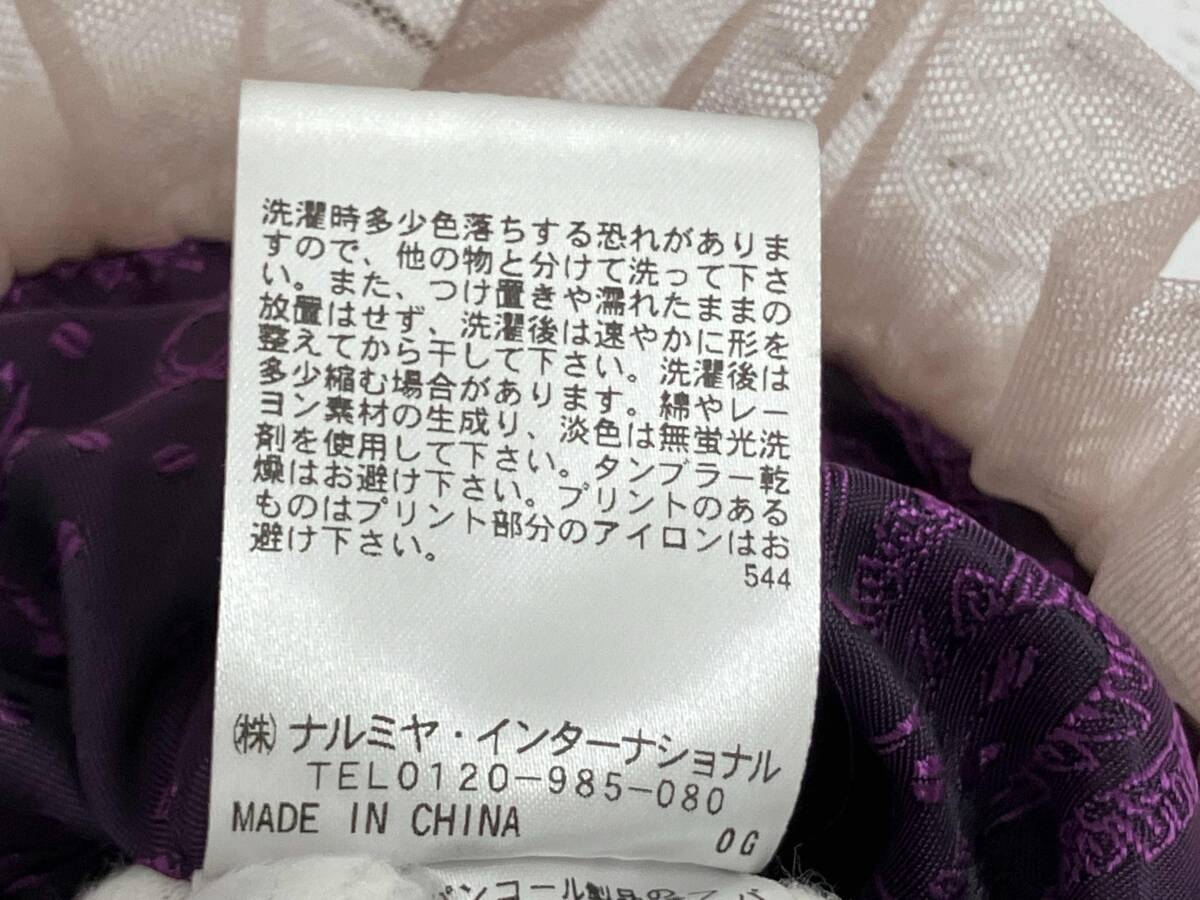 洗濯時多少色落ちする恐れがありま
すので、他の物と分けて洗って下さ
い。また、つけ置きや濡れたままの
放置はせず、洗濯後は速やかに形を
整えてから干して下さい。洗濯後は
多少縮む場合があります。綿やレー
ヨン素材の生成り、淡色は無蛍光洗
剤を使用して下さい。タンブラー乾
燥はお避け下さい。プリントのある
ものはプリント部分のアイロンはお
避け下さい。
544
㈱ナルミヤ・インターナショナル
TEL0120-985-080
MADE IN CHINA
0G